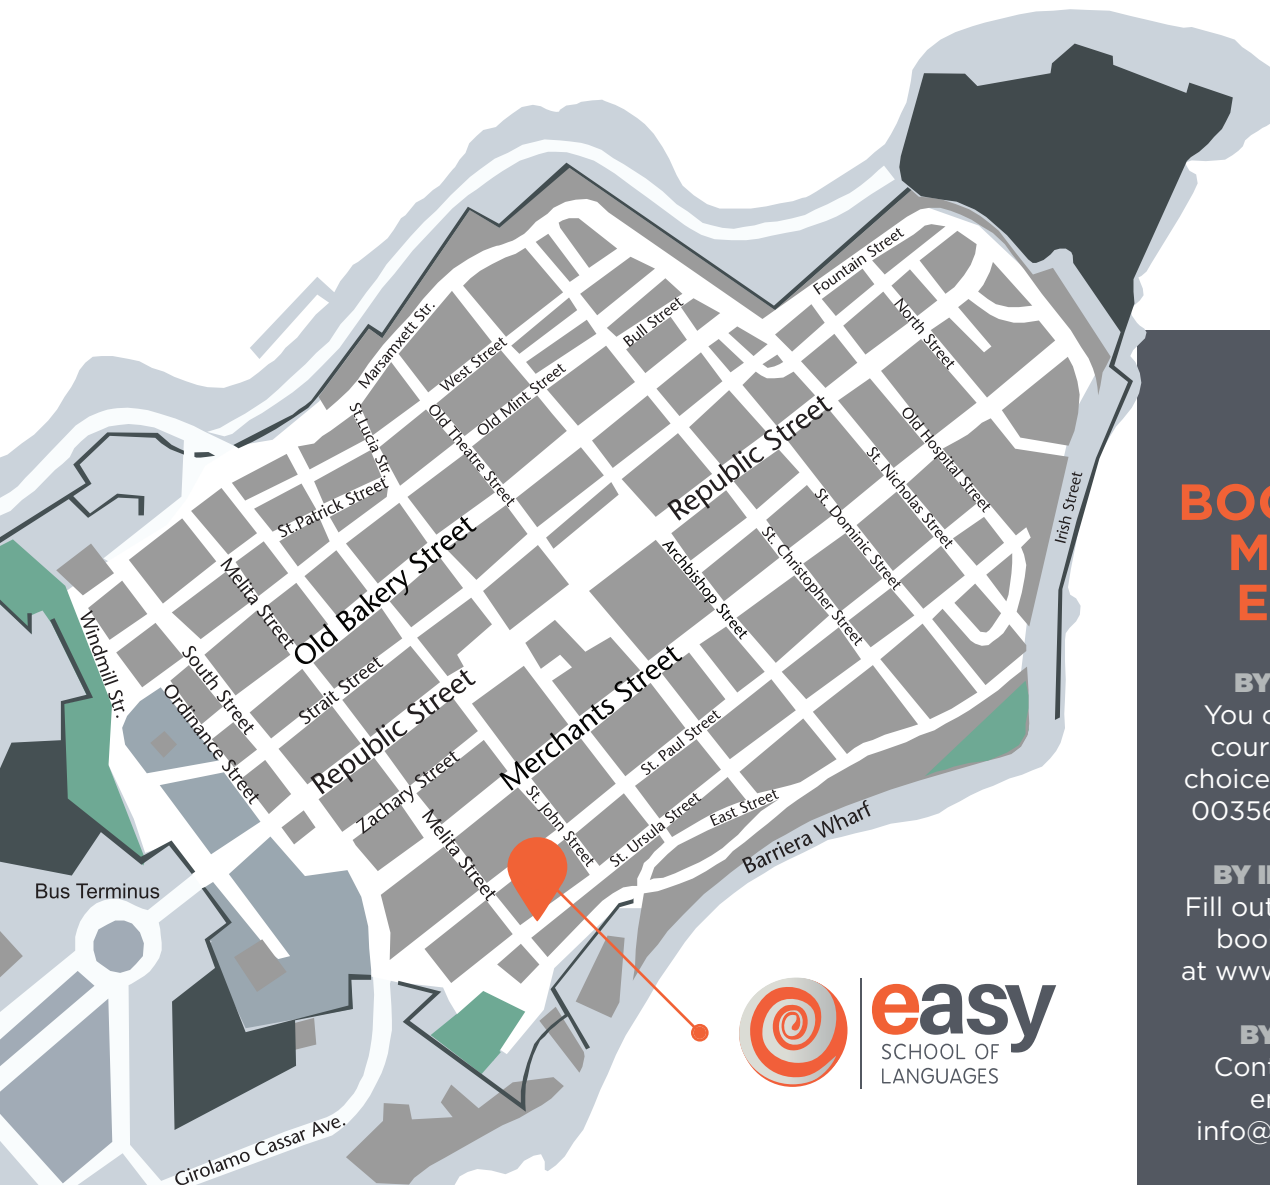 Fountain Street
Marsamxett Str.
Bull Street
North Street
West Street
Old Mint Street
St.Lucia Str.
Old Theatre Street
Republic Street
Old Hospital Street
St. Nicholas Street
St.Patrick Street
Irish Street
St. Dominic Street
Old Bakery Street
St. Christopher Street
Archbishop Street
Melita Street
Windmill Str.
South Street
Strait Street
Merchants Street
Ordinance Street
Republic Street
St. Paul Street
Zachary Street
St. John Street
East Street
St. Ursula Street
Barriera Wharf
Melita Street
Bus Terminus
Girolamo Cassar Ave.
easy
SCHOOL OF
LANGUAGES
BOO
M
E
BY
You
cour
choice
00356
BY I
Fill out
boo
at www
BY
Cont
e
info@